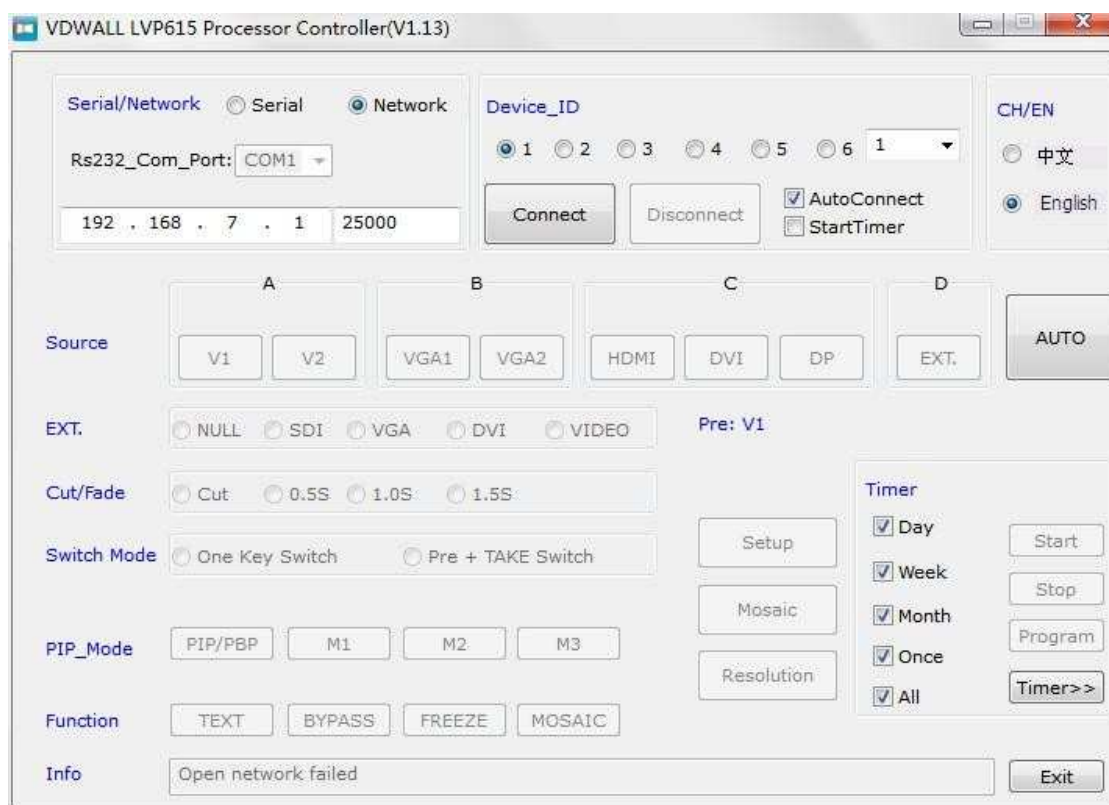 VDWALL LVP615 Processor Controller(V1.13)
Serial/Network Serial Network
Rs232_Com_Port: COM1
192 . 168 . 7 . 1 25000
Device_ID
1 2 3 4 5 6 1
Connect Disconnect
AutoConnect
StartTimer
CH/EN
中文
English
A B C D
Source V1 V2 VGA1 VGA2 HDMI DVI DP EXT. AUTO
EXT. NULL SDI VGA DVI VIDEO
Pre: V1
Cut/Fade Cut 0.5S 1.0S 1.5S
Switch Mode One Key Switch Pre + TAKE Switch
PIP_Mode PIP/PBP M1 M2 M3
Function TEXT BYPASS FREEZE MOSAIC
Setup
Mosaic
Resolution
Timer
Day
Week
Month
Once
All
Start
Stop
Program
Timer>>
Info Open network failed Exit